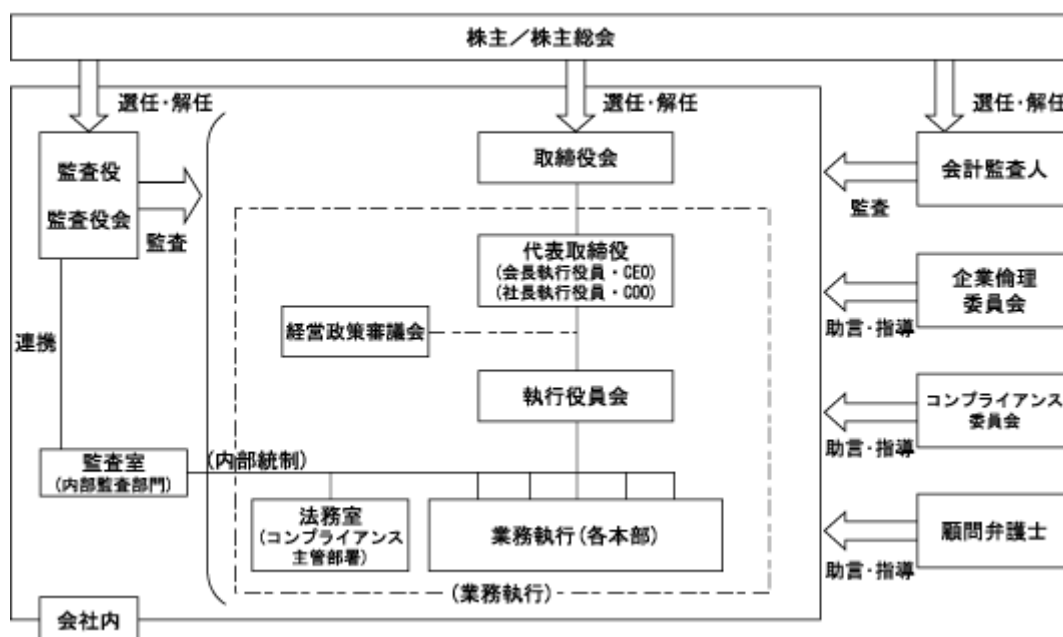 株主／株主総会
選任・解任
選任・解任
選任・解任
監査役
監査役会
監査
取締役会
会計監査人
監査
代表取締役
(会長執行役員・CEO)
(社長執行役員・COO)
企業倫理
委員会
助言・指導
経営政策審議会
連携
執行役員会
コンプライアンス
委員会
助言・指導
監査室
(内部監査部門)
(内部統制)
法務室
(コンプライアンス
主管部署)
業務執行(各本部)
顧問弁護士
助言・指導
(業務執行)
会社内